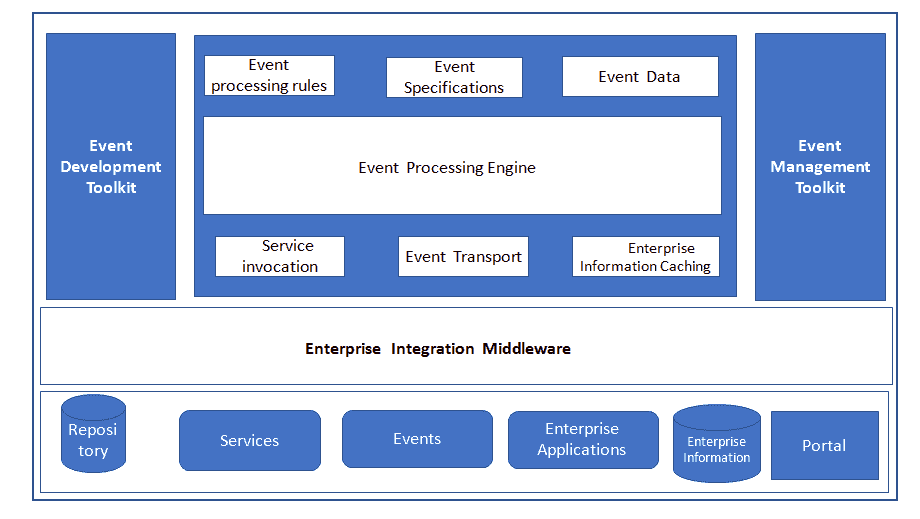 Event
Development
Toolkit
Event
processing rules
Event
Specifications
Event Data
Event Processing Engine
Service
invocation
Event Transport
Enterprise
Information Caching
Event
Management
Toolkit
Enterprise Integration Middleware
Reposi
tory
Services
Events
Enterprise
Applications
Enterprise
Information
Portal